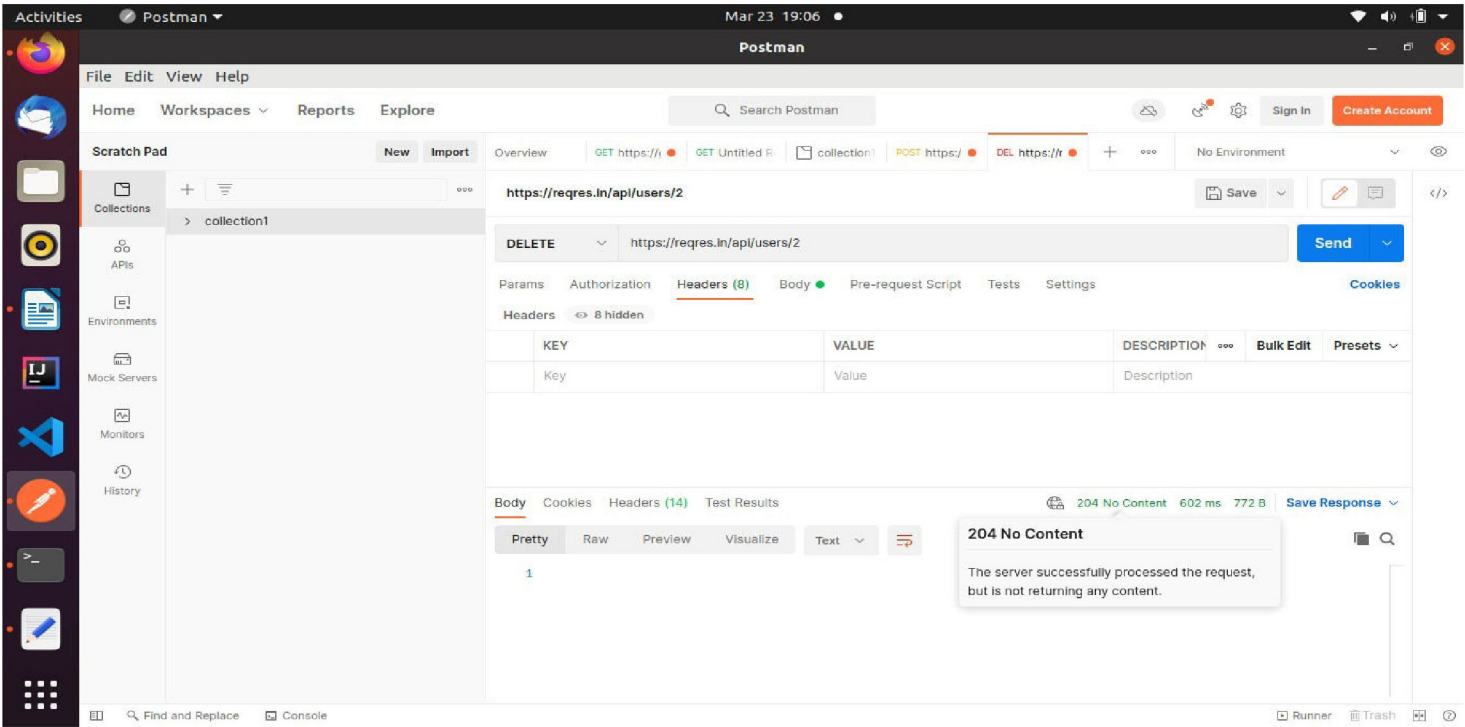 Activities Postman Mar 23 19:06
Postman
File Edit View Help
Home Workspaces Reports Explore Search Postman Sign In Create Account
Scratch Pad New Import Overview GET https:// GET Untitled R collection1 POST https:/ DEL https://r No Environment
Collections
https://reqres.in/api/users/2 Save </>
collection1
APIs
DELETE https://reqres.in/api/users/2 Send
Params Authorization Headers (8) Body Pre-request Script Tests Settings Cookies
Environments
Headers 8 hidden
KEY VALUE DESCRIPTION Bulk Edit Presets
Key Value Description
Mock Servers
Monitors
History
Body Cookies Headers (14) Test Results 204 No Content 602 ms 772 B Save Response
Pretty Raw Preview Visualize Text
1
204 No Content
The server successfully processed the request,
but is not returning any content.
IJ
>_
Find and Replace Console Runner Trash